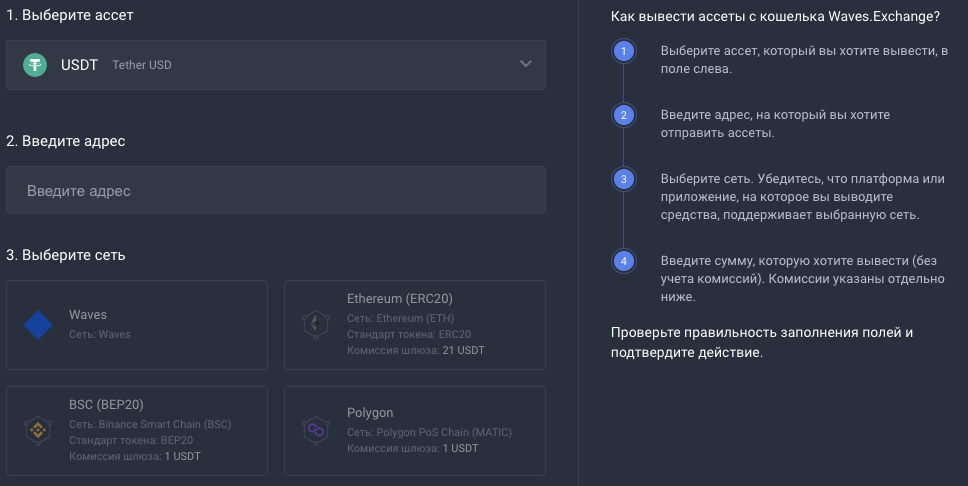 1. Выберите ассет
USDT Tether USD
2. Введите адрес
Введите адрес
3. Выберите сеть
Waves
Сеть: Waves
Ethereum (ERC20)
Сеть: Ethereum (ETH)
Стандарт токена: ERC20
Комиссия шлюза: 21 USDT
BSC (BEP20)
Сеть: Binance Smart Chain (BSC)
Стандарт токена: BEP20
Комиссия шлюза: 1 USDT
Polygon
Сеть: Polygon PoS Chain (MATIC)
Комиссия шлюза: 1 USDT
Как вывести ассеты с кошелька Waves.Exchange?
1 Выберите ассет, который вы хотите вывести, в
поле слева.
2 Введите адрес, на который вы хотите
отправить ассеты.
3 Выберите сеть. Убедитесь, что платформа или
приложение, на которое вы выводите
средства, поддерживает выбранную сеть.
4 Введите сумму, которую хотите вывести (без
учета комиссий). Комиссии указаны отдельно
ниже.
Проверьте правильность заполнения полей и
подтвердите действие.